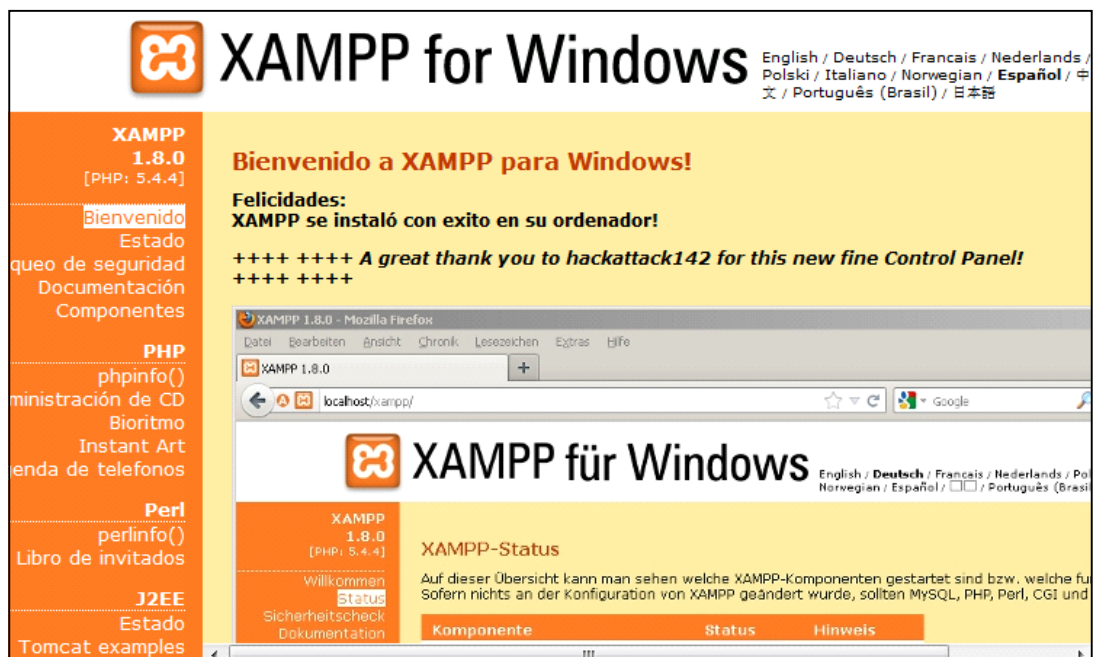 XAMPP for Windows
English / Deutsch / Francais / Nederlands /
Polski / Italiano / Norwegian / Español / 中
文 / Português (Brasil) / 日本語
XAMPP
1.8.0
[PHP: 5.4.4]
Bienvenido
Estado
queo de seguridad
Documentación
Componentes
PHP
phpinfo()
ministración de CD
Bioritmo
Instant Art
enda de telefonos
Perl
perlinfo()
Libro de invitados
J2EE
Estado
Tomcat examples
Bienvenido a XAMPP para Windows!
Felicidades:
XAMPP se instaló con exito en su ordenador!
++++ ++++ A great thank you to hackattack142 for this new fine Control Panel!
++++ ++++
XAMPP 1.8.0 - Mozilla Firefox
Datei Bearbeiten Ansicht Chronik Lesezeichen Extras Hilfe
XAMPP 1.8.0
localhost/xampp/
Google
XAMPP für Windows
English / Deutsch / Francais / Nederlands / Pol
Norwegian / Español / / Português (Brasil
XAMPP
1.8.0
[PHP: 5.4.4]
Willkommen
Status
Sicherheitscheck
Dokumentation
XAMPP-Status
Auf dieser Übersicht kann man sehen welche XAMPP-Komponenten gestartet sind bzw. welche fu
Sofern nichts an der Konfiguration von XAMPP geändert wurde, sollten MySQL, PHP, Perl, CGI und
Komponente Status Hinweis